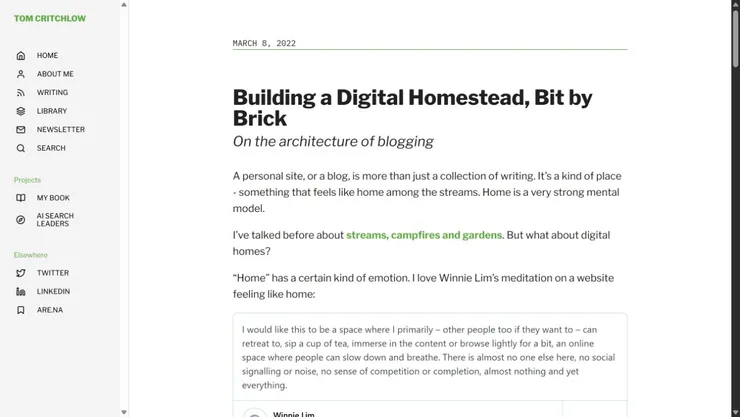 TOM CRITCHLOW
HOME
ABOUT ME
WRITING
LIBRARY
NEWSLETTER
SEARCH
Projects
MY BOOK
AI SEARCH
LEADERS
Elsewhere
TWITTER
LINKEDIN
ARE.NA
MARCH 8, 2022
Building a Digital Homestead, Bit by
Brick
On the architecture of blogging
A personal site, or a blog, is more than just a collection of writing. It's a kind of place
- something that feels like home among the streams. Home is a very strong mental
model.
I've talked before about streams, campfires and gardens. But what about digital
homes?
“Home” has a certain kind of emotion. I love Winnie Lim's meditation on a website
feeling like home:
I would like this to be a space where I primarily – other people too if they want to – can
retreat to, sip a cup of tea, immerse in the content or browse lightly for a bit, an online
space where people can slow down and breathe. There is almost no one else here, no social
signalling or noise, no sense of competition or completion, almost nothing and yet
everything.
Winnie Lim